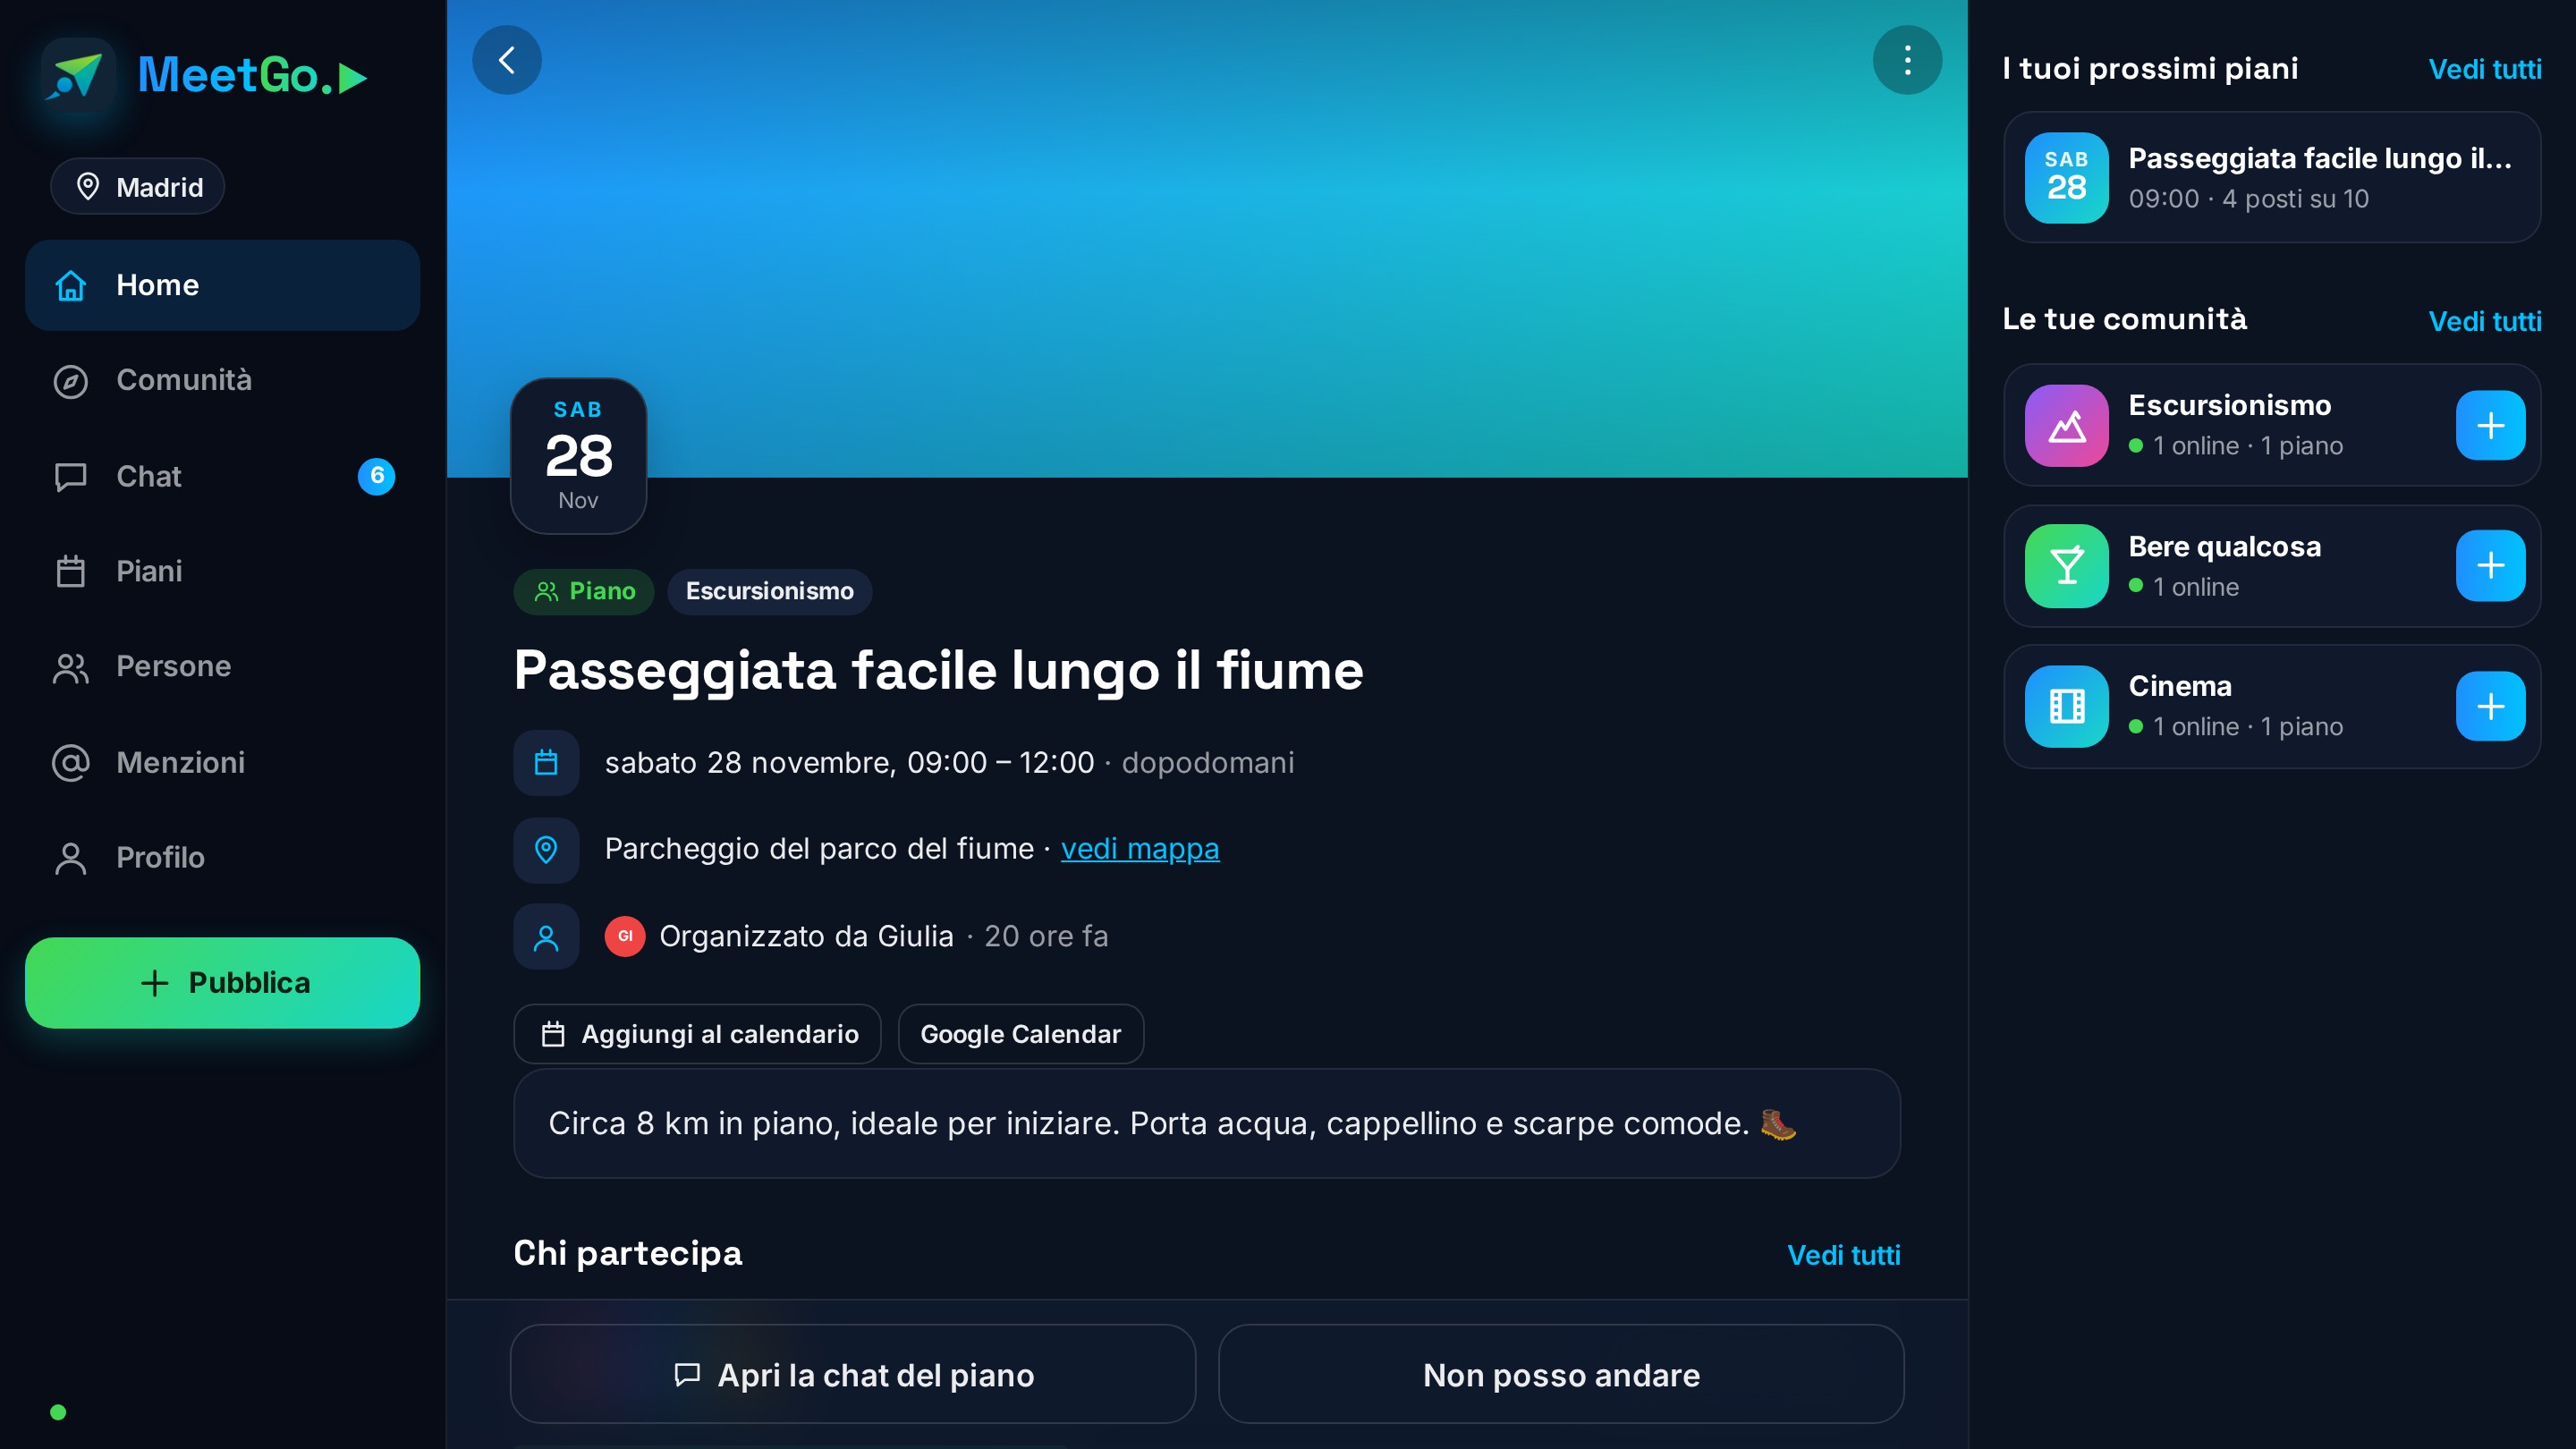 MeetGo.
Madrid
Home
Comunità
Chat
6
Piani
Persone
Menzioni
Profilo
Pubblica
SAB
28
Nov
Piano
Escursionismo
Passeggiata facile lungo il fiume
sabato 28 novembre, 09:00 – 12:00 · dopodomani
Parcheggio del parco del fiume · vedi mappa
GI
Organizzato da Giulia · 20 ore fa
Aggiungi al calendario
Google Calendar
Circa 8 km in piano, ideale per iniziare. Porta acqua, cappellino e scarpe comode. 🥾
Chi partecipa
Vedi tutti
Apri la chat del piano
Non posso andare
I tuoi prossimi piani
Vedi tutti
SAB
28
Passeggiata facile lungo il...
09:00 · 4 posti su 10
Le tue comunità
Vedi tutti
Escursionismo
1 online · 1 piano
Bere qualcosa
1 online
Cinema
1 online · 1 piano